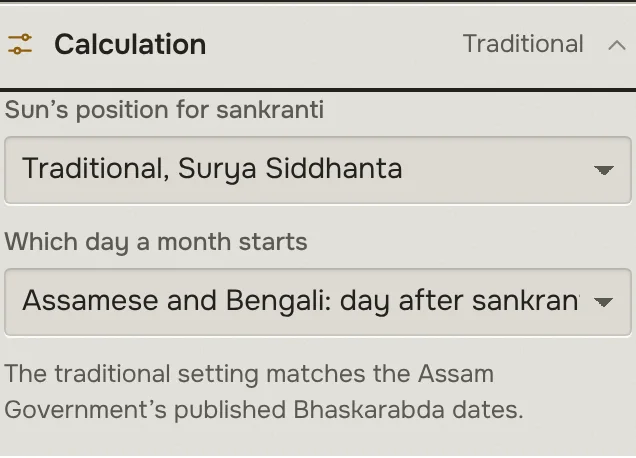 Calculation
Traditional
Sun's position for sankranti
Traditional, Surya Siddhanta
Which day a month starts
Assamese and Bengali: day after sankran
The traditional setting matches the Assam
Government's published Bhaskarabda dates.